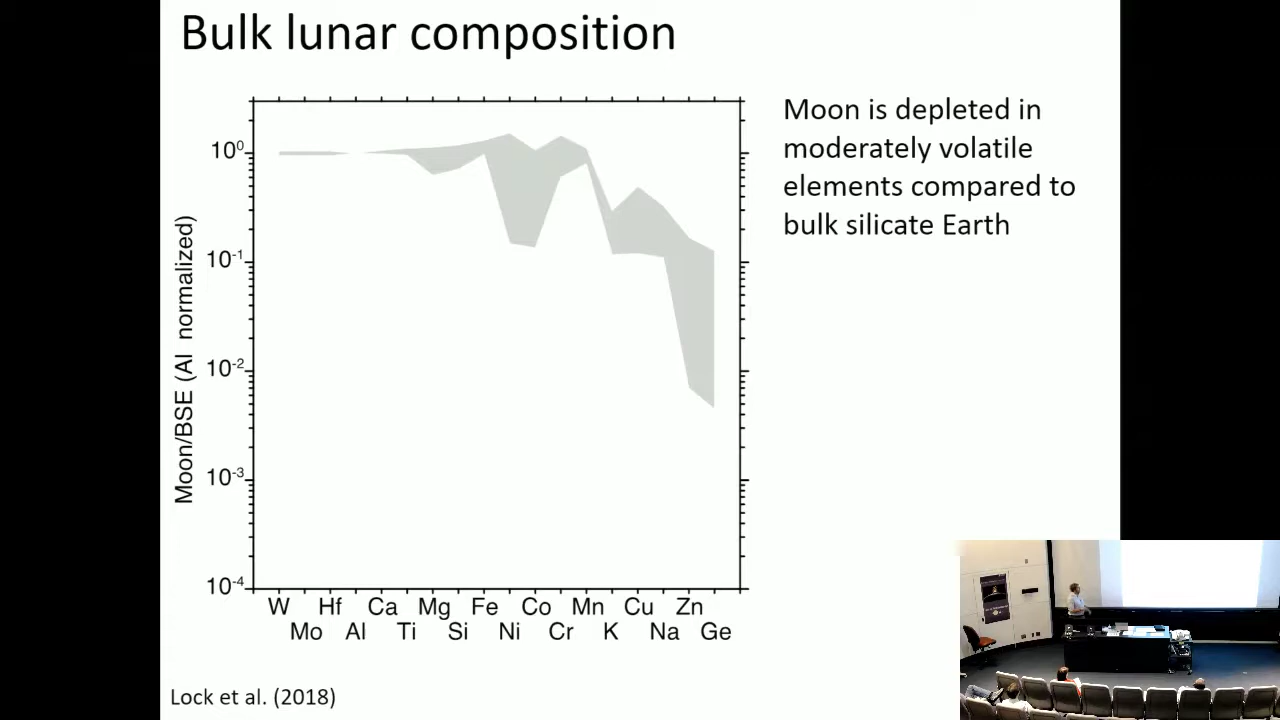 Bulk lunar composition
Moon is depleted in
moderately volatile
elements compared to
bulk silicate Earth
Moon/BSE (Al normalized)
10⁰
10⁻¹
10⁻²
10⁻³
10⁻⁴
W Hf Ca Mg Fe Co Mn Cu Zn
Mo Al Ti Si Ni Cr K Na Ge
Lock et al. (2018)